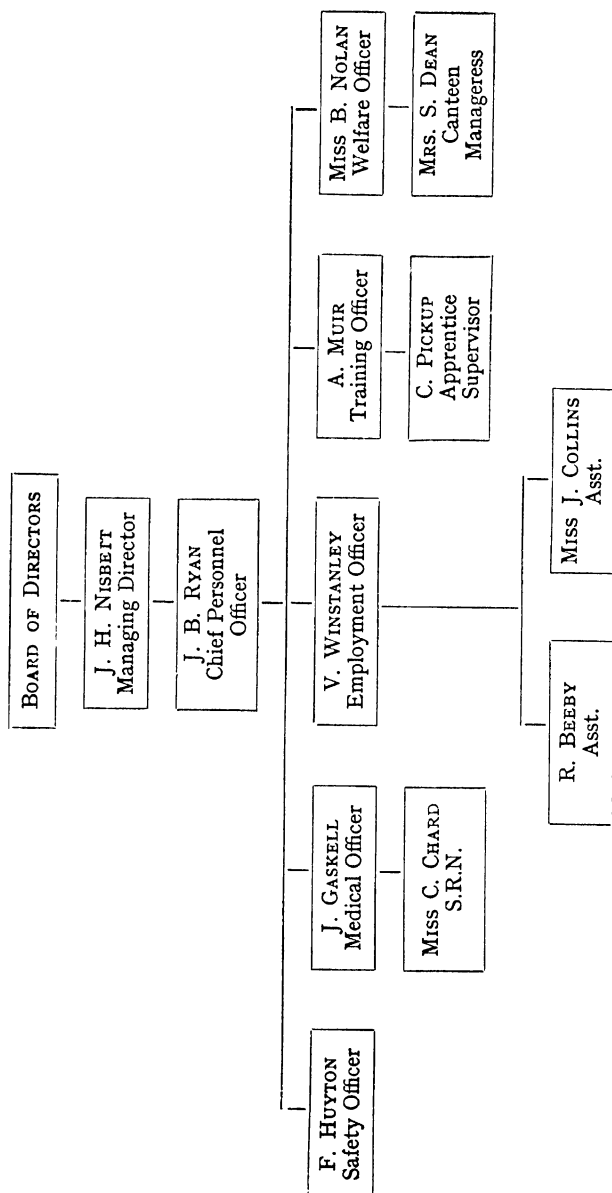 BOARD OF DIRECTORS
J. H. NISBETT
Managing Director
J. B. RYAN
Chief Personnel
Officer
F. HUYTON
Safety Officer
J. GASKELL
Medical Officer
V. WINSTANLEY
Employment Officer
A. MUIR
Training Officer
MISS B. NOLAN
Welfare Officer
MISS C. CHARD
S.R.N.
C. PICKUP
Apprentice
Supervisor
MRS. S. DEAN
Canteen
Manageress
R. BEEBY
Asst.
MISS J. COLLINS
Asst.